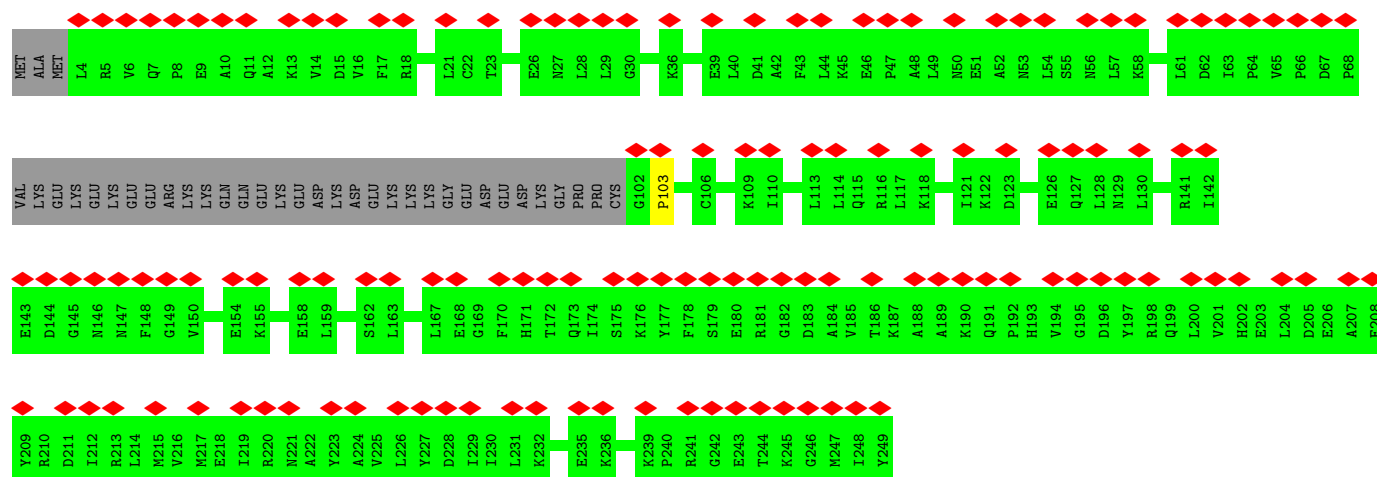 MET ALA MET L4 R5 V6 Q7 P8 E9 A10 Q11 A12 K13 V14 D15 V16 F17 R18 L21 C22 T23 E26 N27 L28 L29 G30 K36 E39 L40 D41 A42 F43 L44 K45 E46 P47 A48 L49 N50 E51 A52 N53 L54 S55 N56 L57 K58 L61 D62 I63 P64 V65 P66 D67 P68
VAL LYS GLU LYS GLU LYS GLU GLU ARG LYS LYS GLN GLN GLU LYS GLU ASP LYS ASP GLU LYS LYS LYS GLY GLU ASP GLU ASP LYS GLY PRO PRO CYS G102 P103 C106 K109 I110 L113 L114 Q115 R116 L117 K118 I121 K122 D123 E126 Q127 L128 N129 L130 R141 I142
E143 D144 G145 N146 N147 F148 G149 V150 E154 K155 E158 L159 S162 L163 L167 E168 G169 F170 H171 T172 Q173 I174 S175 K176 Y177 F178 S179 E180 R181 G182 D183 A184 V185 T186 K187 A188 A189 K190 Q191 P192 H193 V194 G195 D196 Y197 R198 Q199 L200 V201 H202 E203 L204 D205 E206 A207 E208
Y209 R210 D211 I212 R213 L214 M215 V216 M217 E218 I219 R220 N221 A222 Y223 A224 V225 L226 Y227 D228 I229 I230 L231 K232 E235 K236 K239 P240 R241 G242 E243 T244 K245 G246 M247 I248 Y249